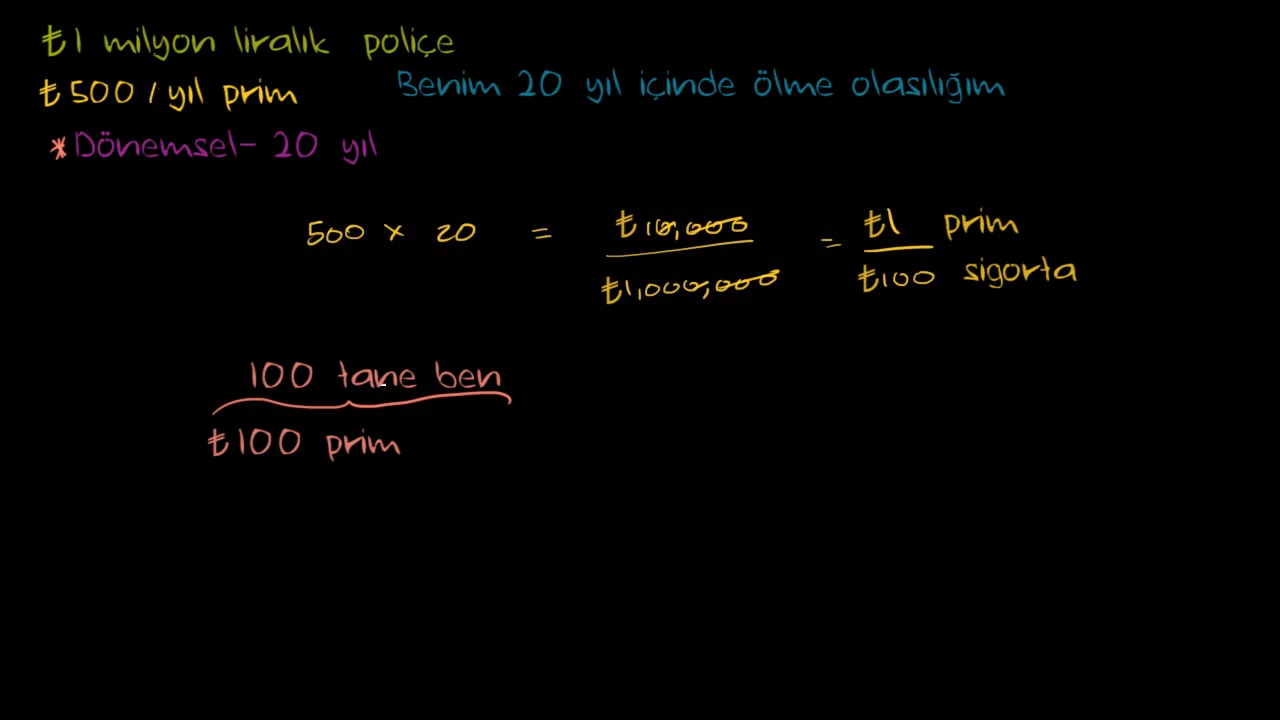 ₺1 milyon liralık poliçe
₺500 / yıl prim
Benim 20 yıl içinde ölme olasılığım
*Dönemsel- 20 yıl
500 × 20 = ₺10,000 / ₺1,000,000 = ₺1 prim / ₺100 sigorta
100 tane ben
₺100 prim